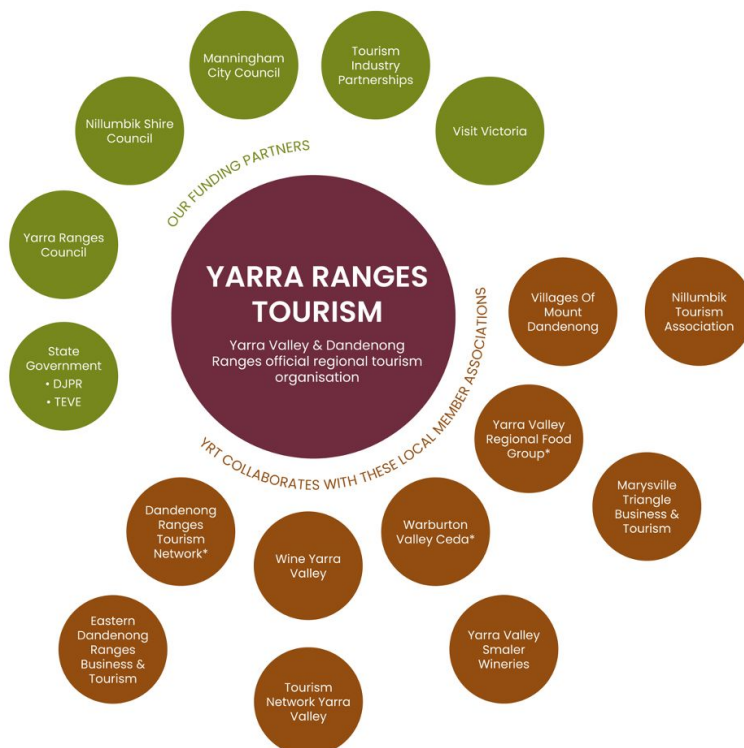 Manningham
City Council
Tourism
Industry
Partnerships
Nillumbik Shire
Council
Visit Victoria
OUR FUNDING PARTNERS
Yarra Ranges
Council
State
Government
• DJPR
• TEVE
YARRA RANGES
TOURISM
Yarra Valley & Dandenong
Ranges official regional tourism
organisation
YRT COLLABORATES WITH THESE LOCAL MEMBER ASSOCIATIONS
Villages Of
Mount
Dandenong
Nillumbik
Tourism
Association
Yarra Valley
Regional Food
Group*
Marysville
Triangle
Business &
Tourism
Dandenong
Ranges
Tourism
Network*
Wine Yarra
Valley
Warburton
Valley Ceda*
Eastern
Dandenong
Ranges
Business &
Tourism
Tourism
Network Yarra
Valley
Yarra Valley
Smaler
Wineries